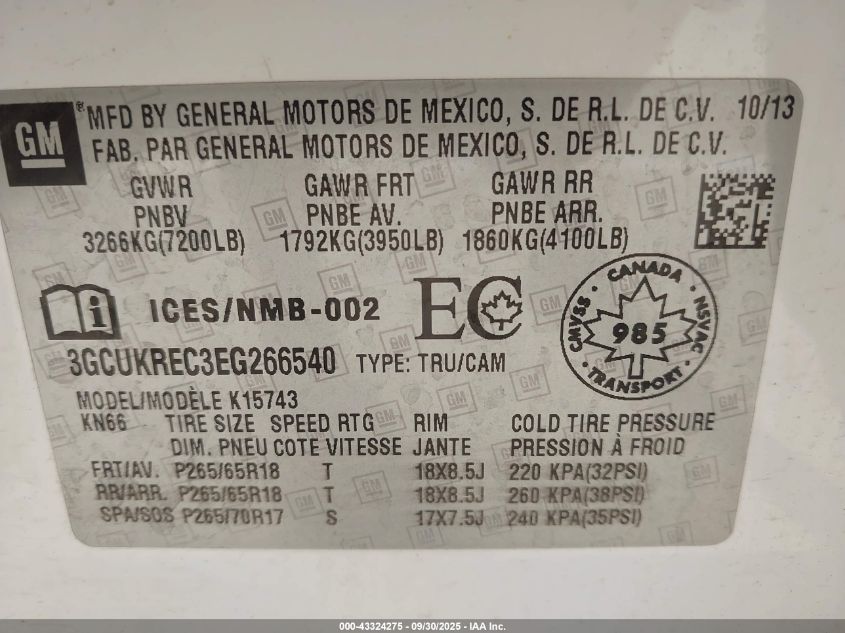 GM
® MFD BY GENERAL MOTORS DE MEXICO, S. DE R.L. DE C.V. 10/13
FAB. PAR GENERAL MOTORS DE MEXICO, S. DE R.L. DE C.V.
GVWR GAWR FRT GAWR RR
PNBV PNBE AV. PNBE ARR.
3266KG(7200LB) 1792KG(3950LB) 1860KG(4100LB)
i ICES/NMB-002 EC
CANADA
CMVSS 985 NSVAC
TRANSPORT
3GCUKREC3EG266540 TYPE: TRU/CAM
MODEL/MODÈLE K15743
KN66 TIRE SIZE SPEED RTG RIM COLD TIRE PRESSURE
DIM. PNEU COTE VITESSE JANTE PRESSION À FROID
FRT/AV. P265/65R18 T 18X8.5J 220 KPA(32PSI)
RR/ARR. P265/65R18 T 18X8.5J 260 KPA(38PSI)
SPA/SOS P265/70R17 S 17X7.5J 240 KPA(35PSI)
000-43324275 - 09/30/2025 - IAA Inc.